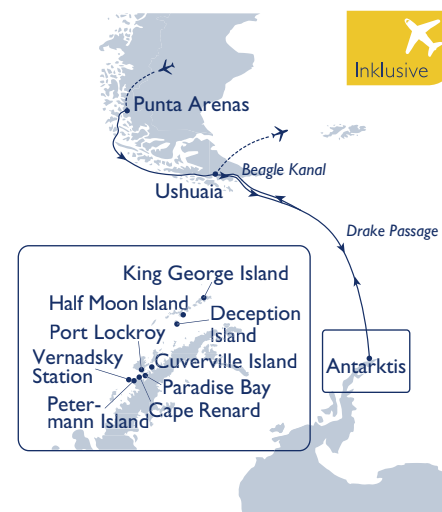 Inklusive
Punta Arenas
Beagle Kanal
Ushuaia
Drake Passage
King George Island
Half Moon Island
Deception
Island
Port Lockroy
Vernadsky
Station
Cuverville Island
Paradise Bay
Peter-
mann Island
Cape Renard
Antarktis